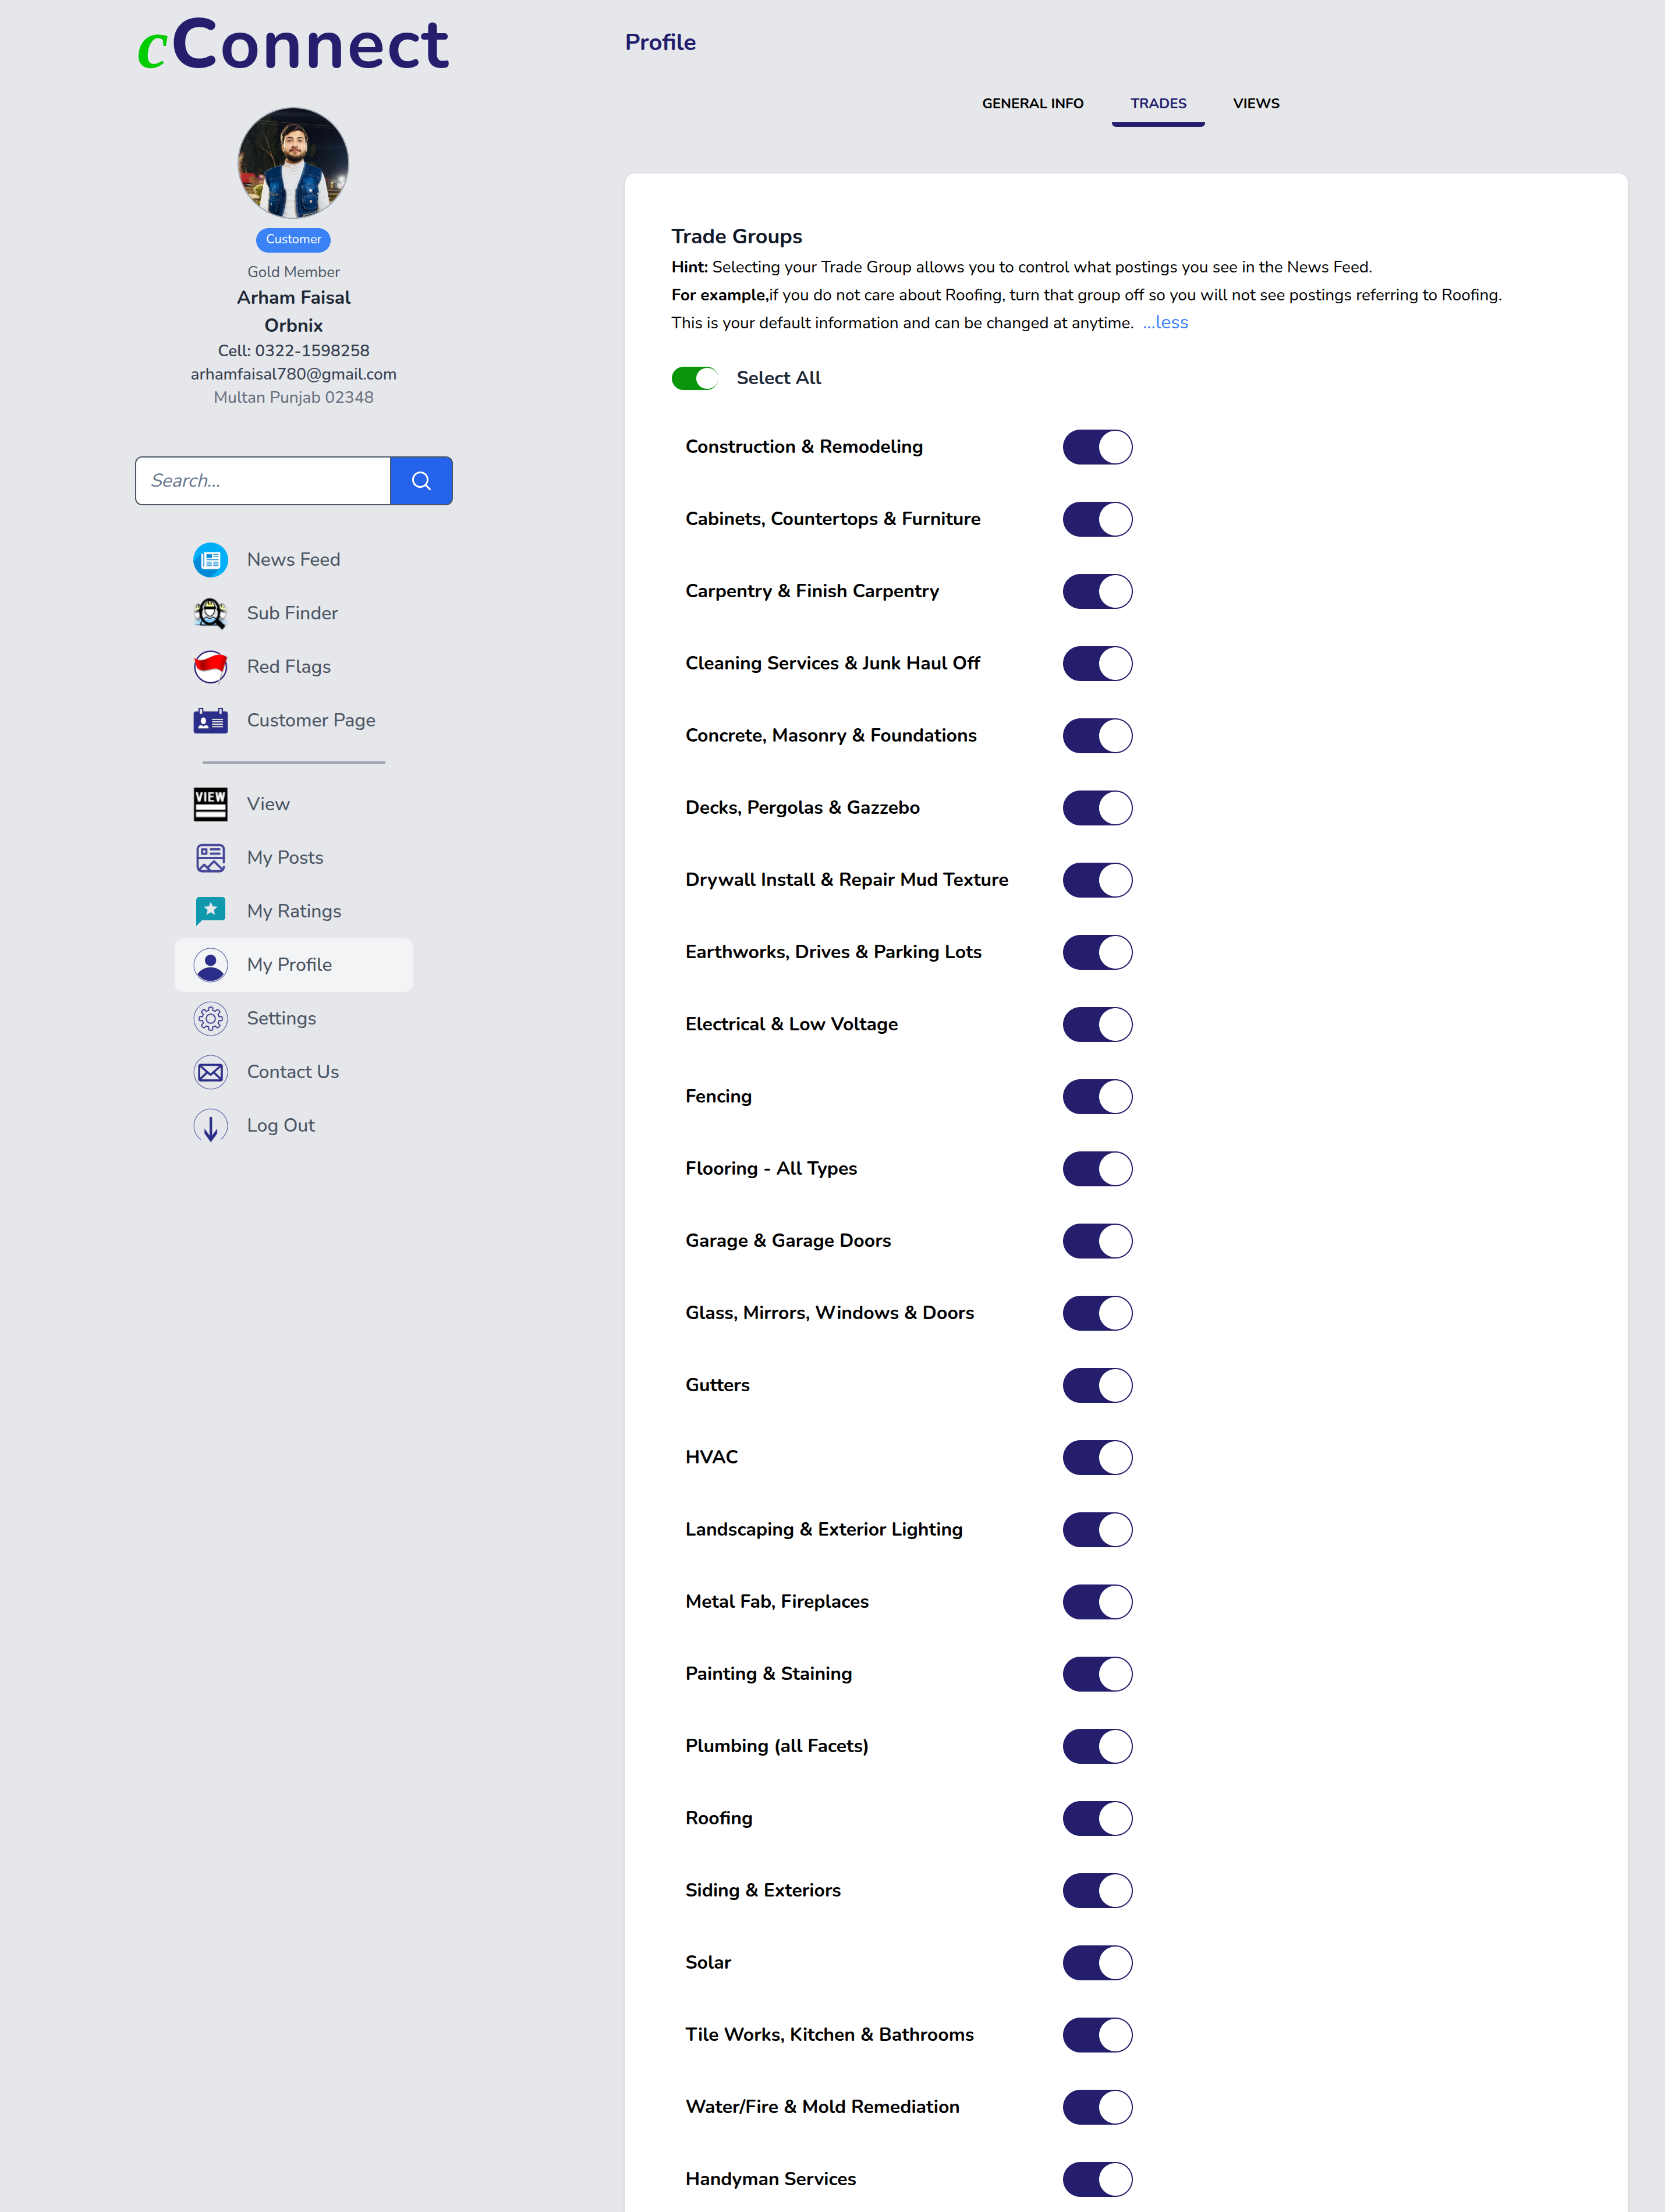 cConnect
Customer
Gold Member
Arham Faisal
Orbnix
Cell: 0322-1598258
arhamfaisal780@gmail.com
Multan Punjab 02348
Search...
News Feed
Sub Finder
Red Flags
Customer Page
VIEW
View
My Posts
My Ratings
My Profile
Settings
Contact Us
Log Out
Profile
GENERAL INFO
TRADES
VIEWS
Trade Groups
Hint: Selecting your Trade Group allows you to control what postings you see in the News Feed.
For example,if you do not care about Roofing, turn that group off so you will not see postings referring to Roofing.
This is your default information and can be changed at anytime. ...less
Select All
Construction & Remodeling
Cabinets, Countertops & Furniture
Carpentry & Finish Carpentry
Cleaning Services & Junk Haul Off
Concrete, Masonry & Foundations
Decks, Pergolas & Gazzebo
Drywall Install & Repair Mud Texture
Earthworks, Drives & Parking Lots
Electrical & Low Voltage
Fencing
Flooring - All Types
Garage & Garage Doors
Glass, Mirrors, Windows & Doors
Gutters
HVAC
Landscaping & Exterior Lighting
Metal Fab, Fireplaces
Painting & Staining
Plumbing (all Facets)
Roofing
Siding & Exteriors
Solar
Tile Works, Kitchen & Bathrooms
Water/Fire & Mold Remediation
Handyman Services